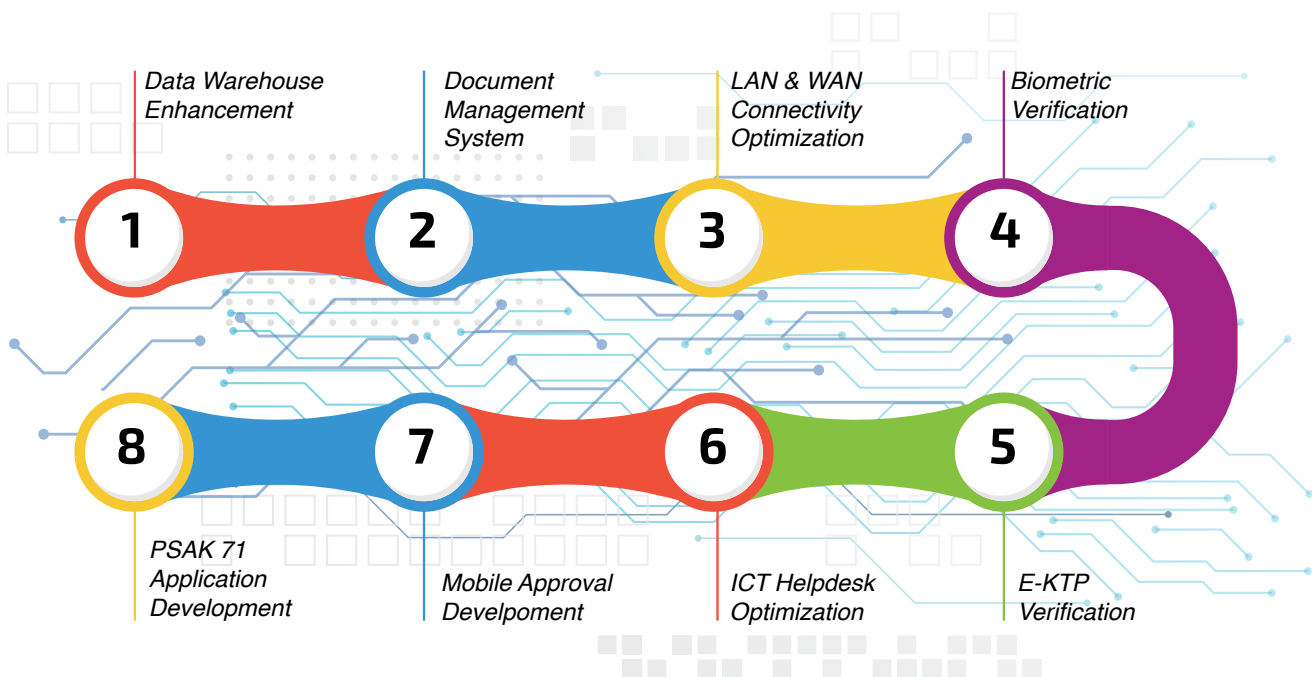 Data Warehouse
Enhancement
Document
Management
System
LAN & WAN
Connectivity
Optimization
Biometric
Verification
1
2
3
4
8
7
6
5
PSAK 71
Application
Development
Mobile Approval
Develpoment
ICT Helpdesk
Optimization
E-KTP
Verification